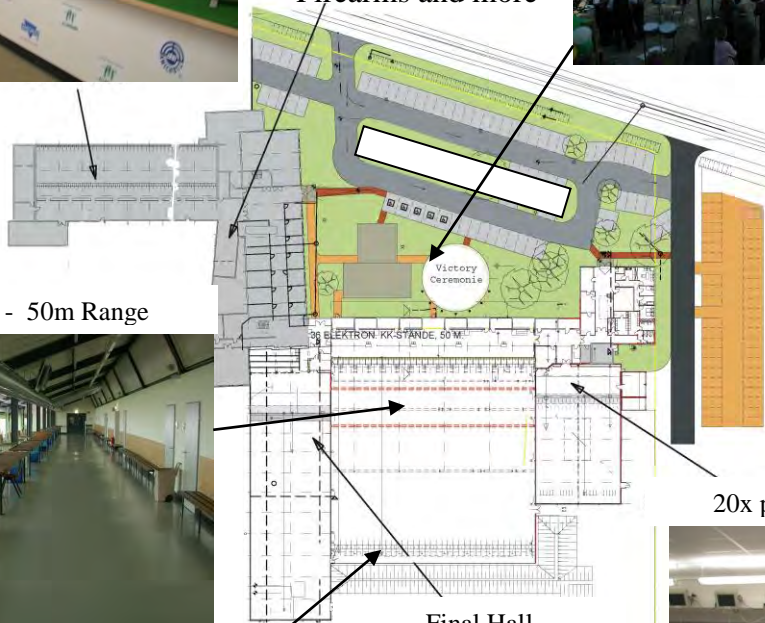 Firearms and more
Victory
Ceremonie
- 50m Range
36 ELEKTRON. KK-STÄNDE, 50 M
20x p
Final Hall